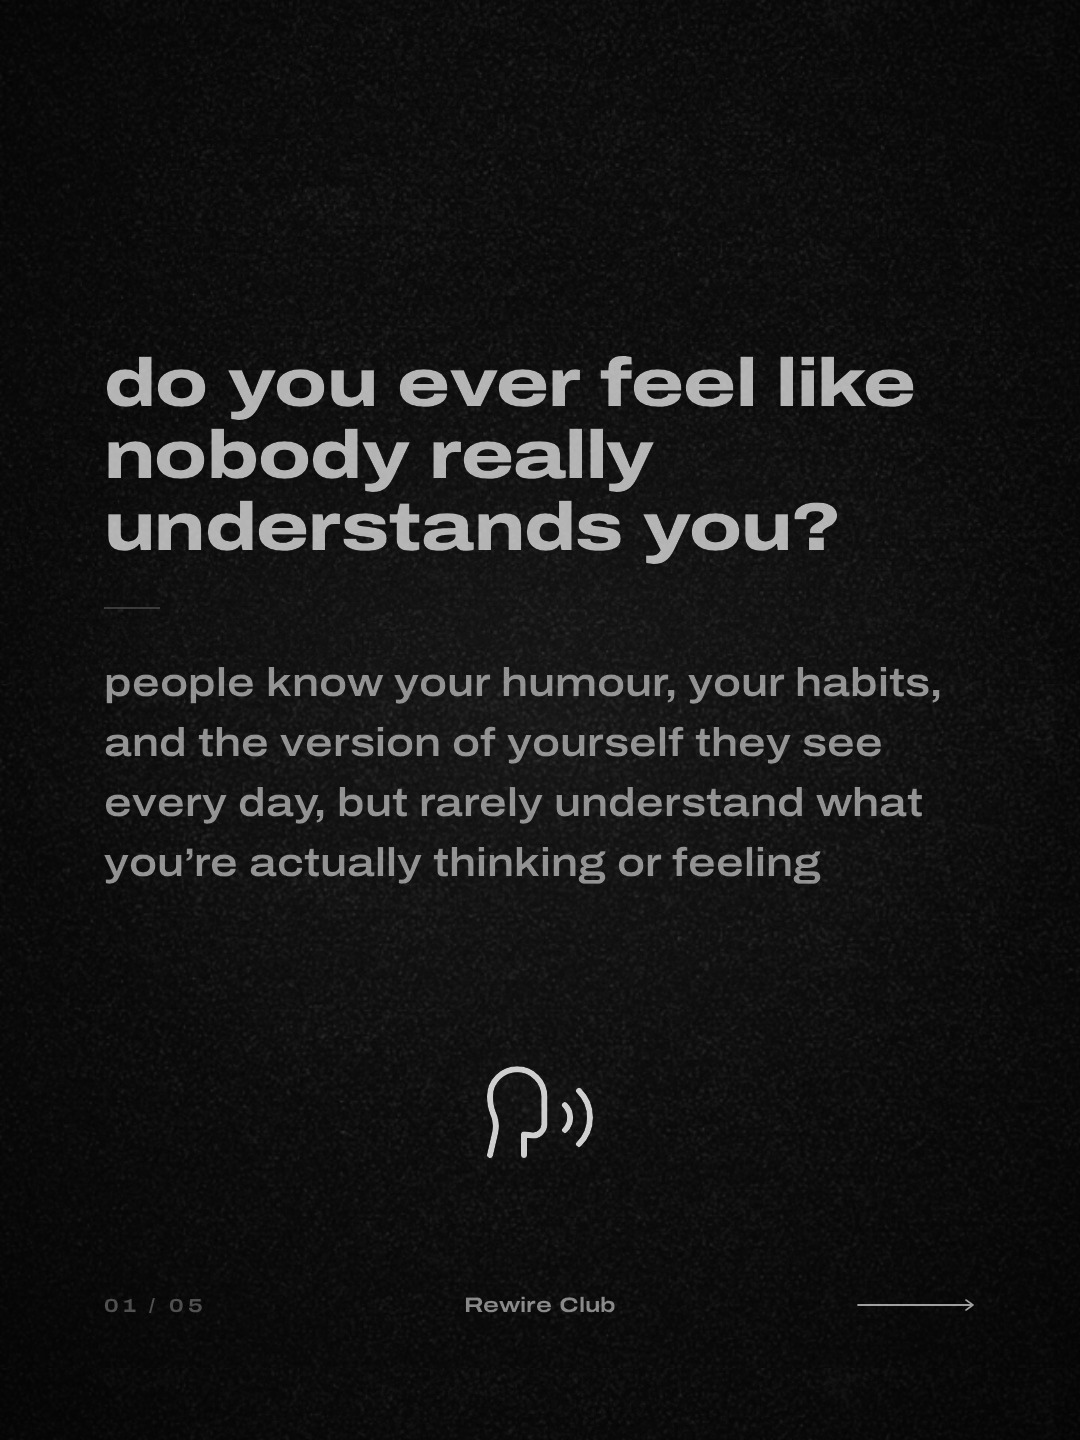 do you ever feel like
nobody really
understands you?
people know your humour, your habits,
and the version of yourself they see
every day, but rarely understand what
you’re actually thinking or feeling
01 / 05
Rewire Club